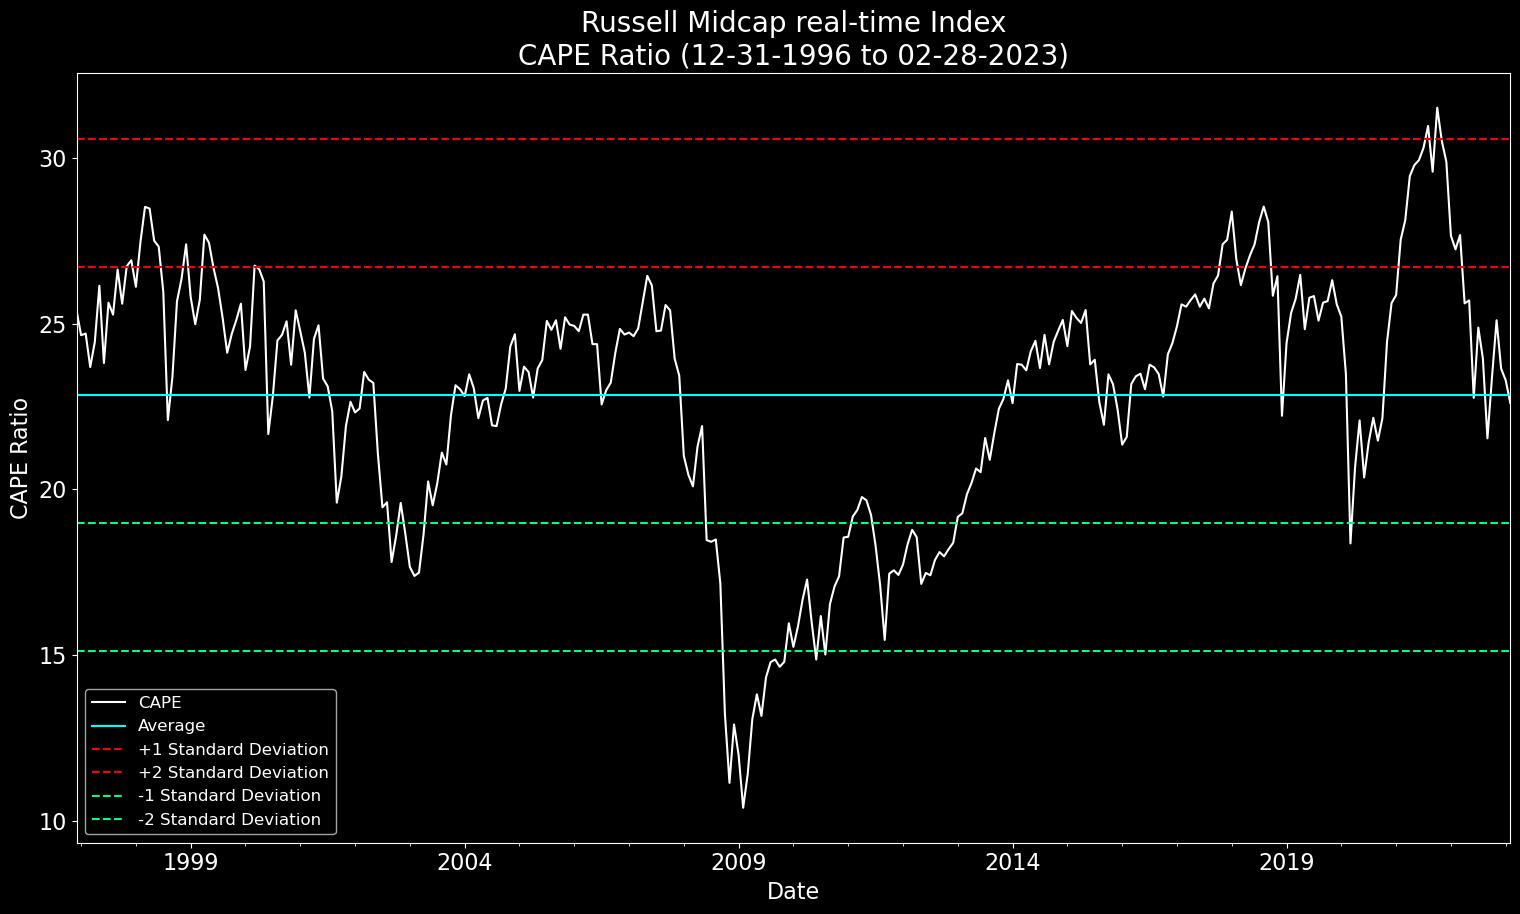 Russell Midcap real-time Index
CAPE Ratio (12-31-1996 to 02-28-2023)
CAPE Ratio
30
25
20
15
10
CAPE
Average
+1 Standard Deviation
+2 Standard Deviation
-1 Standard Deviation
-2 Standard Deviation
1999 2004 2009 2014 2019
Date